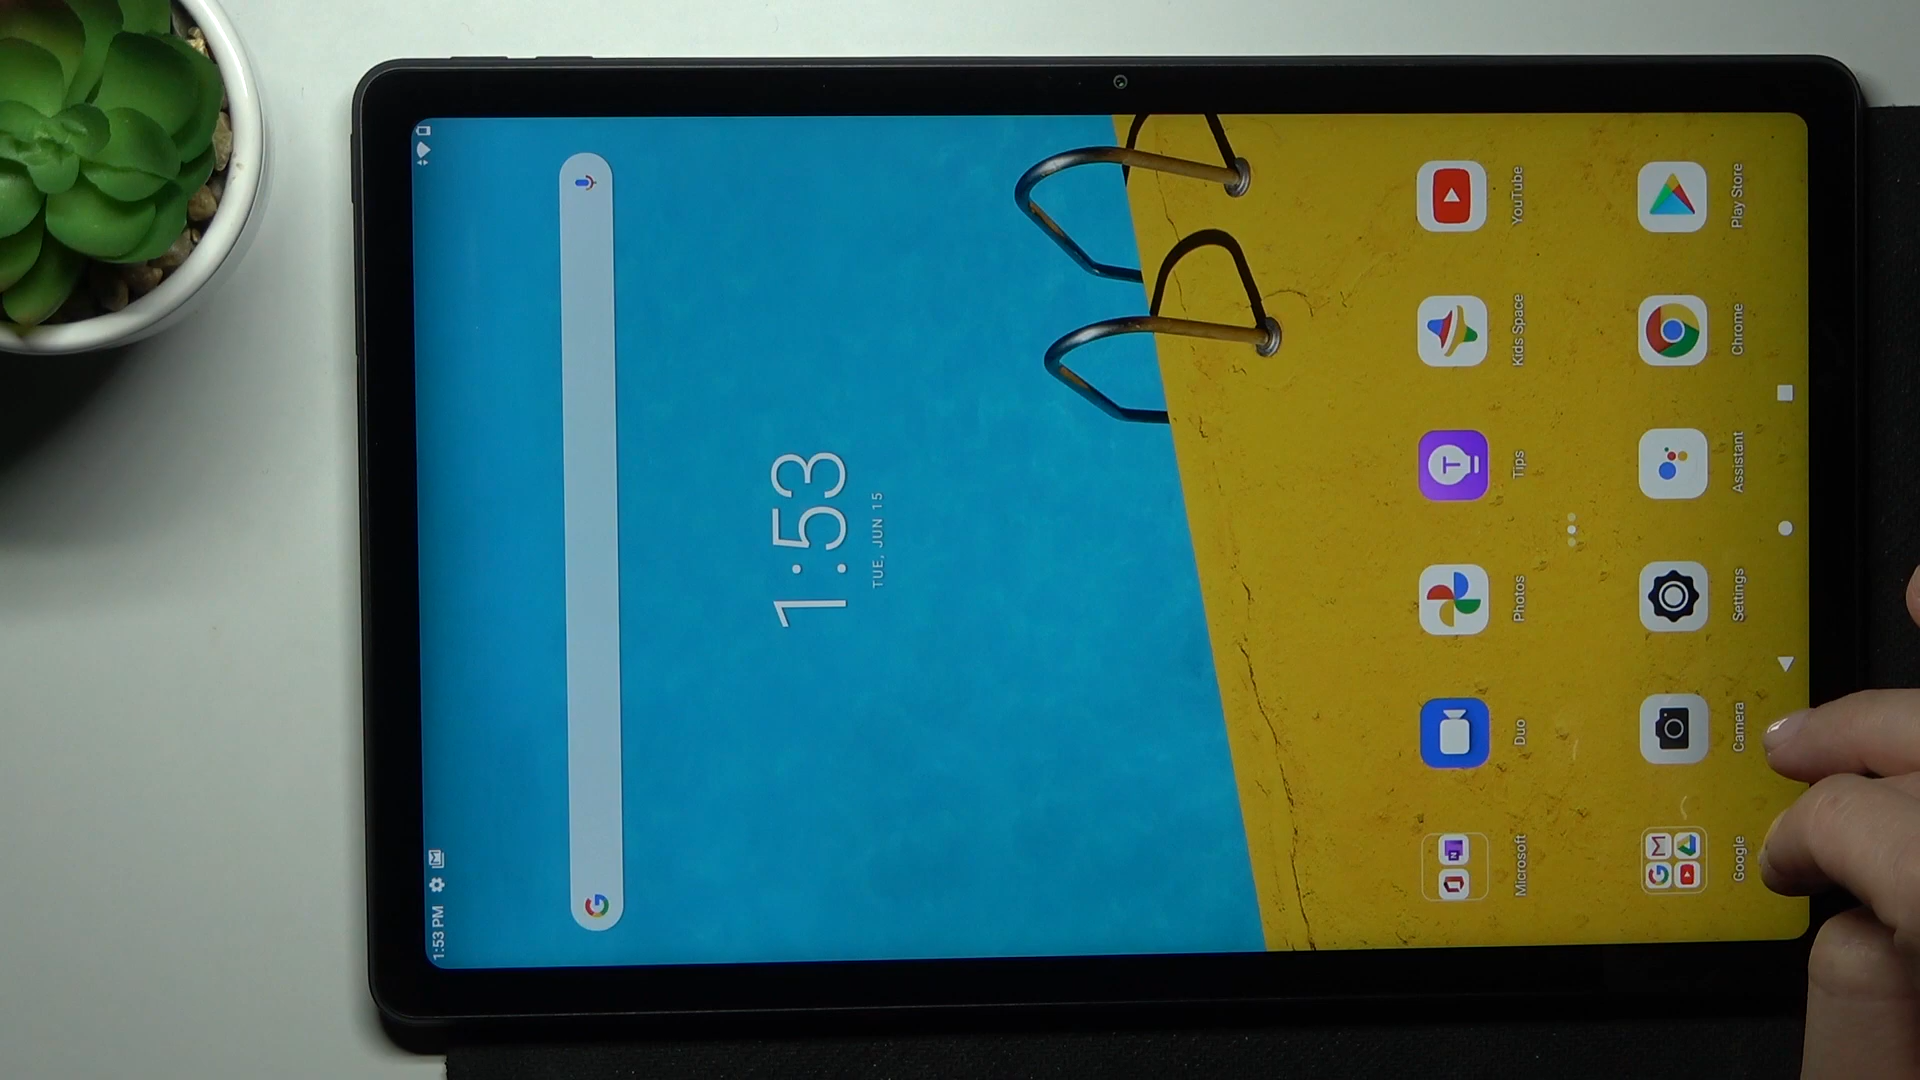 1:53 PM
1:53
TUE, JUN 15
Microsoft
Duo
Photos
Tips
Kids Space
YouTube
Google
Camera
Settings
Assistant
Chrome
Play Store